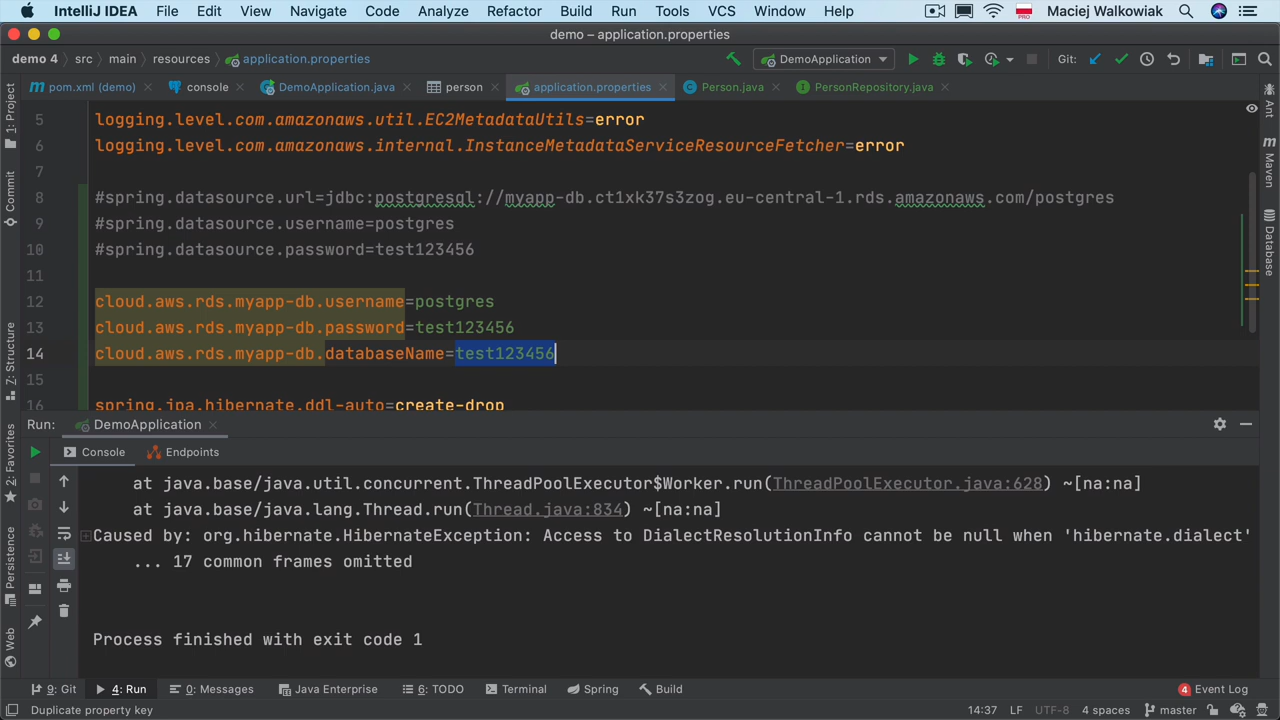 IntelliJ IDEA File Edit View Navigate Code Analyze Refactor Build Run Tools VCS Window Help PRO Maciej Walkowiak
demo – application.properties
demo 4 src main resources application.properties DemoApplication Git:
pom.xml (demo) console DemoApplication.java person application.properties Person.java PersonRepository.java
1: Project
Commit
Z: Structure
2: Favorites
Persistence
Web
5 logging.level.com.amazonaws.util.EC2MetadataUtils=error
6 logging.level.com.amazonaws.internal.InstanceMetadataServiceResourceFetcher=error
7
8 #spring.datasource.url=jdbc:postgresql://myapp-db.ct1xk37s3zog.eu-central-1.rds.amazonaws.com/postgres
9 #spring.datasource.username=postgres
10 #spring.datasource.password=test123456
11
12 cloud.aws.rds.myapp-db.username=postgres
13 cloud.aws.rds.myapp-db.password=test123456
14 cloud.aws.rds.myapp-db.databaseName=test123456
15
16 spring.jpa.hibernate.ddl-auto=create-drop
Ant
Maven
Database
Run: DemoApplication
Console Endpoints
at java.base/java.util.concurrent.ThreadPoolExecutor$Worker.run(ThreadPoolExecutor.java:628) ~[na:na]
at java.base/java.lang.Thread.run(Thread.java:834) ~[na:na]
Caused by: org.hibernate.HibernateException: Access to DialectResolutionInfo cannot be null when 'hibernate.dialect'
... 17 common frames omitted
Process finished with exit code 1
9: Git 4: Run 0: Messages Java Enterprise 6: TODO Terminal Spring Build 4 Event Log
Duplicate property key 14:37 LF UTF-8 4 spaces master